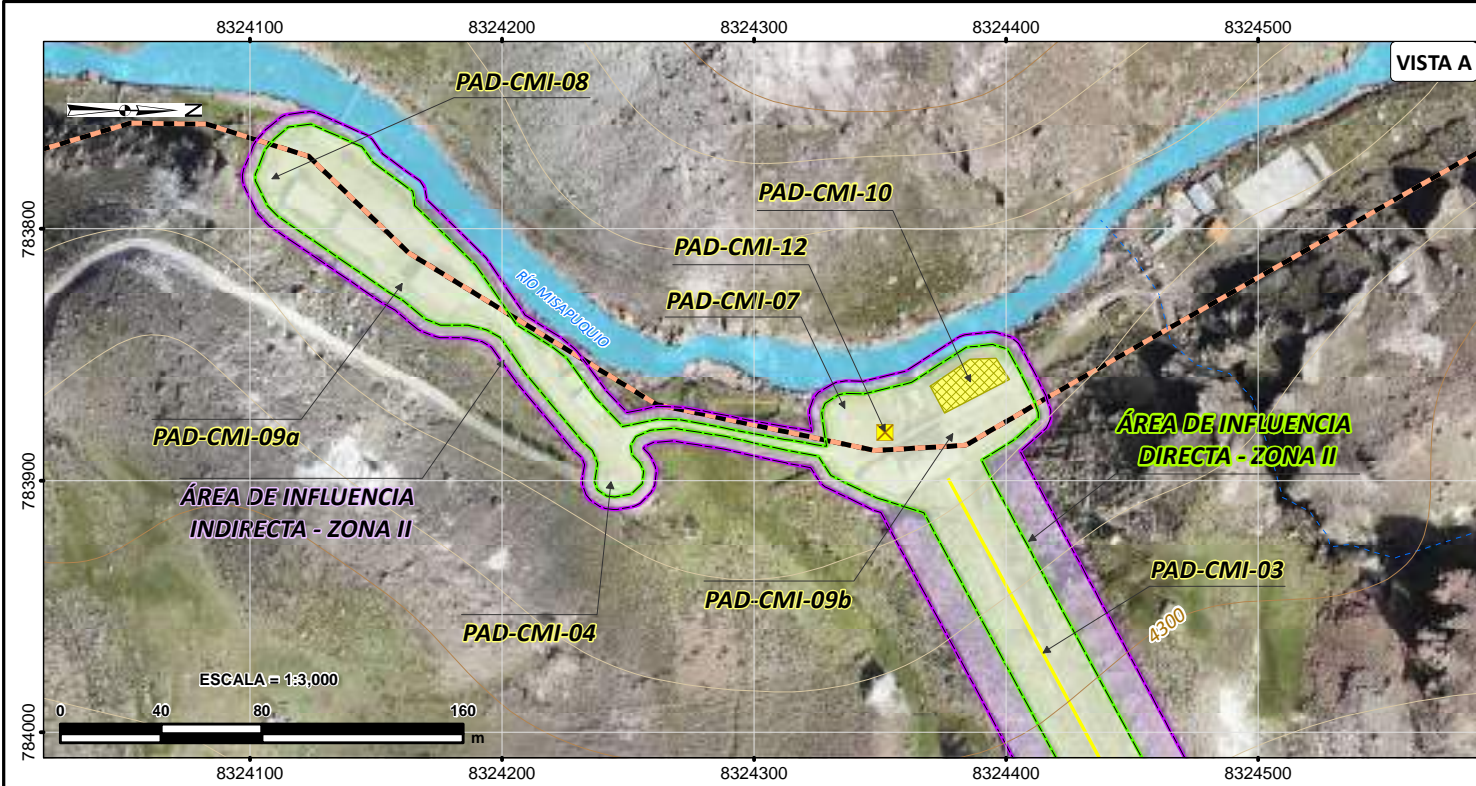 8324100 8324200 8324300 8324400 8324500
VISTA A
PAD-CMI-08
N
PAD-CMI-10
783800 783800
PAD-CMI-12
PAD-CMI-07
RÍO MISAPUQUIO
PAD-CMI-09a
ÁREA DE INFLUENCIA
DIRECTA - ZONA II
783900 783900
ÁREA DE INFLUENCIA
INDIRECTA - ZONA II
PAD-CMI-03
PAD-CMI-09b
PAD-CMI-04
4300
ESCALA = 1:3,000
0 40 80 160
m
784000 784000
8324100 8324200 8324300 8324400 8324500